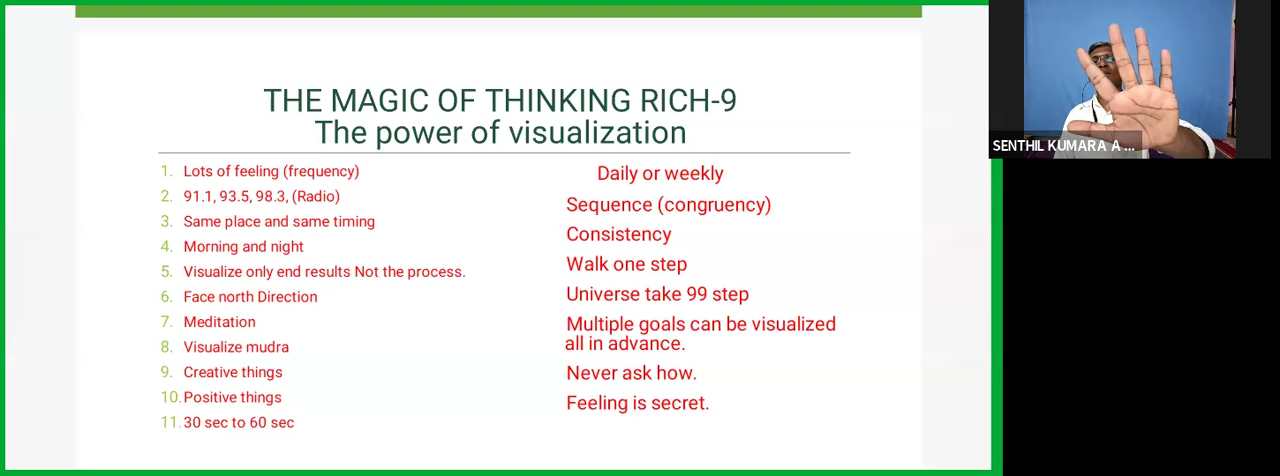 THE MAGIC OF THINKING RICH-9
The power of visualization
1. Lots of feeling (frequency)
2. 91.1, 93.5, 98.3, (Radio)
3. Same place and same timing
4. Morning and night
5. Visualize only end results Not the process.
6. Face north Direction
7. Meditation
8. Visualize mudra
9. Creative things
10. Positive things
11. 30 sec to 60 sec
Daily or weekly
Sequence (congruency)
Consistency
Walk one step
Universe take 99 step
Multiple goals can be visualized
all in advance.
Never ask how.
Feeling is secret.
SENTHIL KUMARA A ...